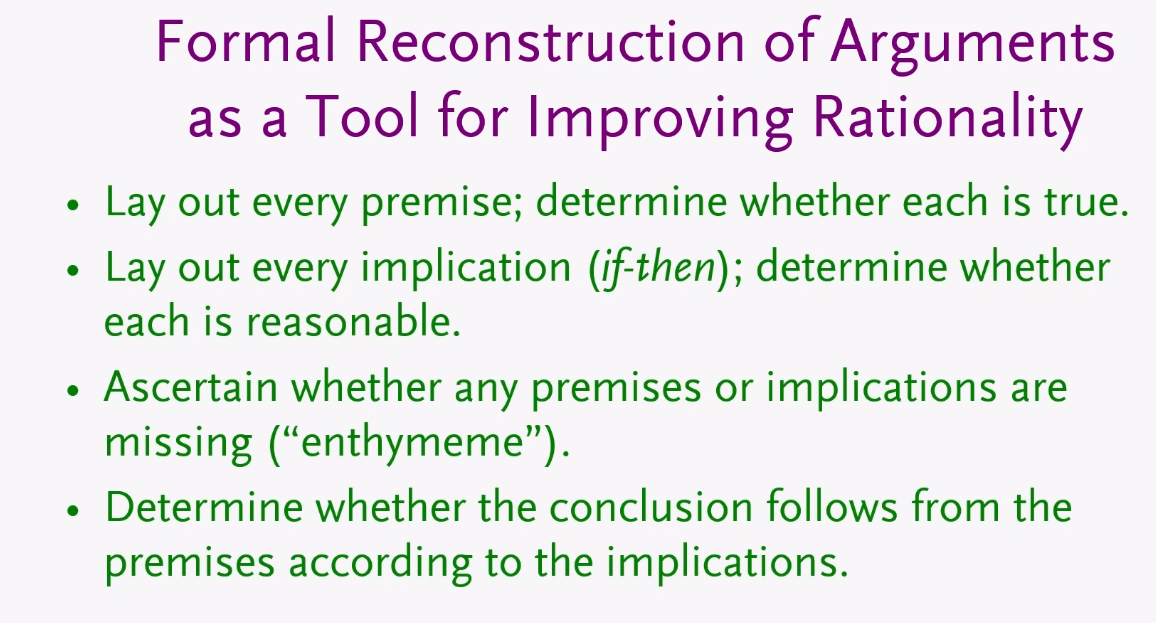 Formal Reconstruction of Arguments
as a Tool for Improving Rationality
• Lay out every premise; determine whether each is true.
• Lay out every implication (if-then); determine whether
each is reasonable.
• Ascertain whether any premises or implications are
missing (“enthymeme”).
• Determine whether the conclusion follows from the
premises according to the implications.